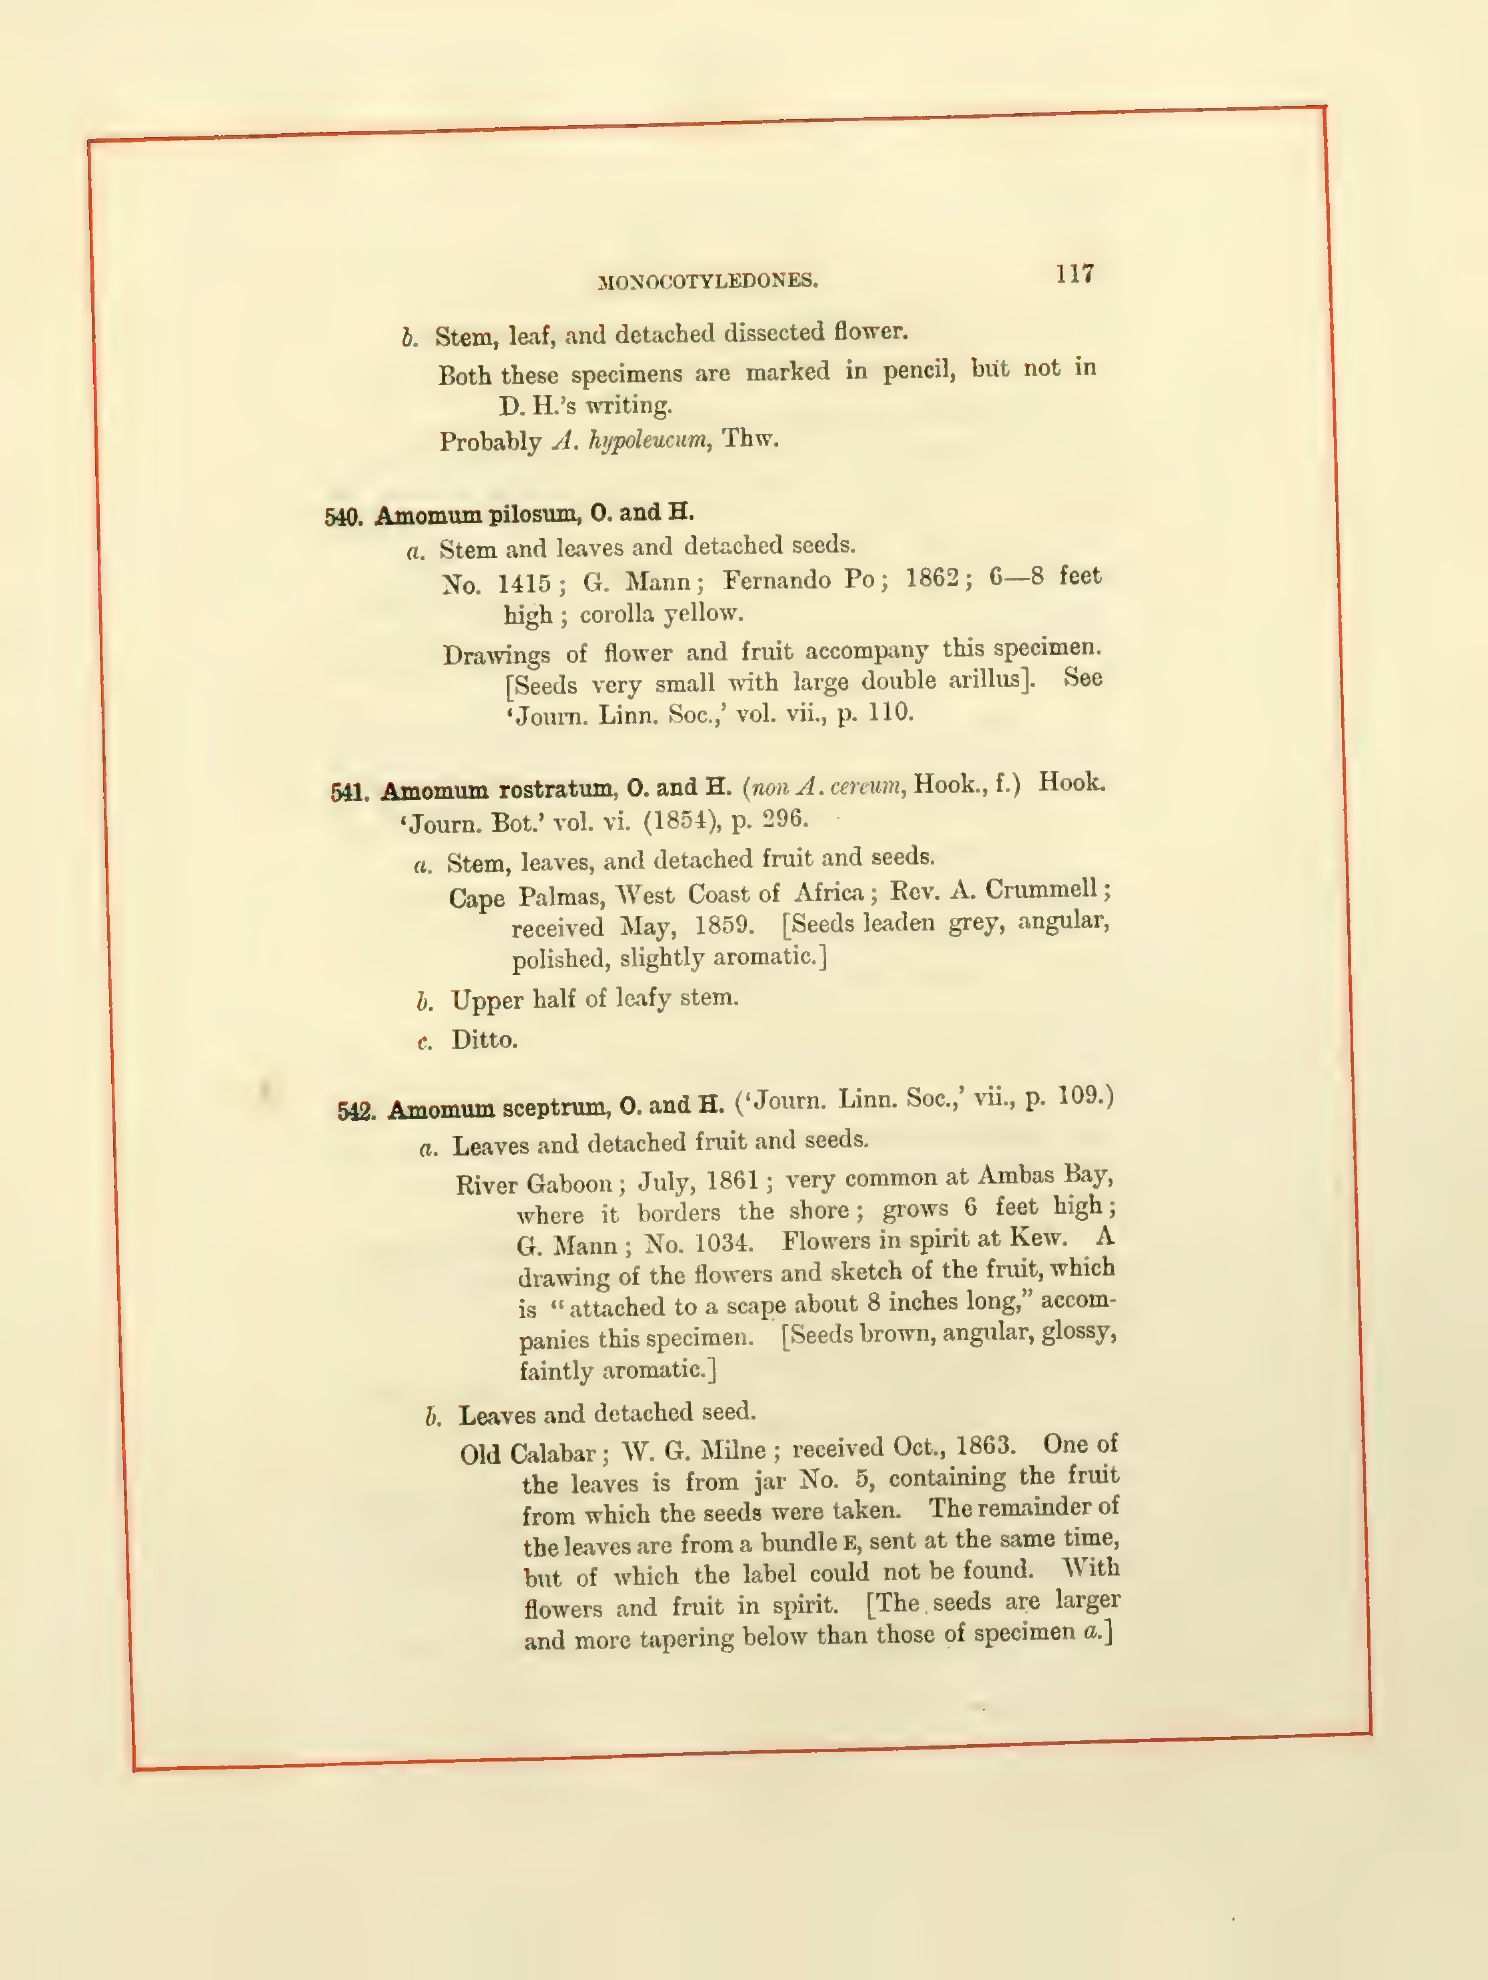 MONOCOTYLEDONES. 117
b. Stem, leaf, and detached dissected flower.
Both these specimens are marked in pencil, but not in
D. H.'s writing.
Probably A. hypoleucum, Thw.
540. Amomum pilosum, O. and H.
a. Stem and leaves and detached seeds.
No. 1415; G. Mann; Fernando Po; 1862; 6—8 feet
high; corolla yellow.
Drawings of flower and fruit accompany this specimen.
[Seeds very small with large double arillus]. See
‘Journ. Linn. Soc.,’ vol. vii., p. 110.
541. Amomum rostratum, O. and H. (non A. cereum, Hook., f.) Hook.
‘Journ. Bot.’ vol. vi. (1854), p. 296.
a. Stem, leaves, and detached fruit and seeds.
Cape Palmas, West Coast of Africa; Rev. A. Crummell;
received May, 1859. [Seeds leaden grey, angular,
polished, slightly aromatic.]
b. Upper half of leafy stem.
c. Ditto.
542. Amomum sceptrum, O. and H. (‘Journ. Linn. Soc.,’ vii., p. 109.)
a. Leaves and detached fruit and seeds.
River Gaboon; July, 1861; very common at Ambas Bay,
where it borders the shore; grows 6 feet high;
G. Mann; No. 1034. Flowers in spirit at Kew. A
drawing of the flowers and sketch of the fruit, which
is “attached to a scape about 8 inches long,” accom-
panies this specimen. [Seeds brown, angular, glossy,
faintly aromatic.]
b. Leaves and detached seed.
Old Calabar; W. G. Milne; received Oct., 1863. One of
the leaves is from jar No. 5, containing the fruit
from which the seeds were taken. The remainder of
the leaves are from a bundle E, sent at the same time,
but of which the label could not be found. With
flowers and fruit in spirit. [The seeds are larger
and more tapering below than those of specimen a.]